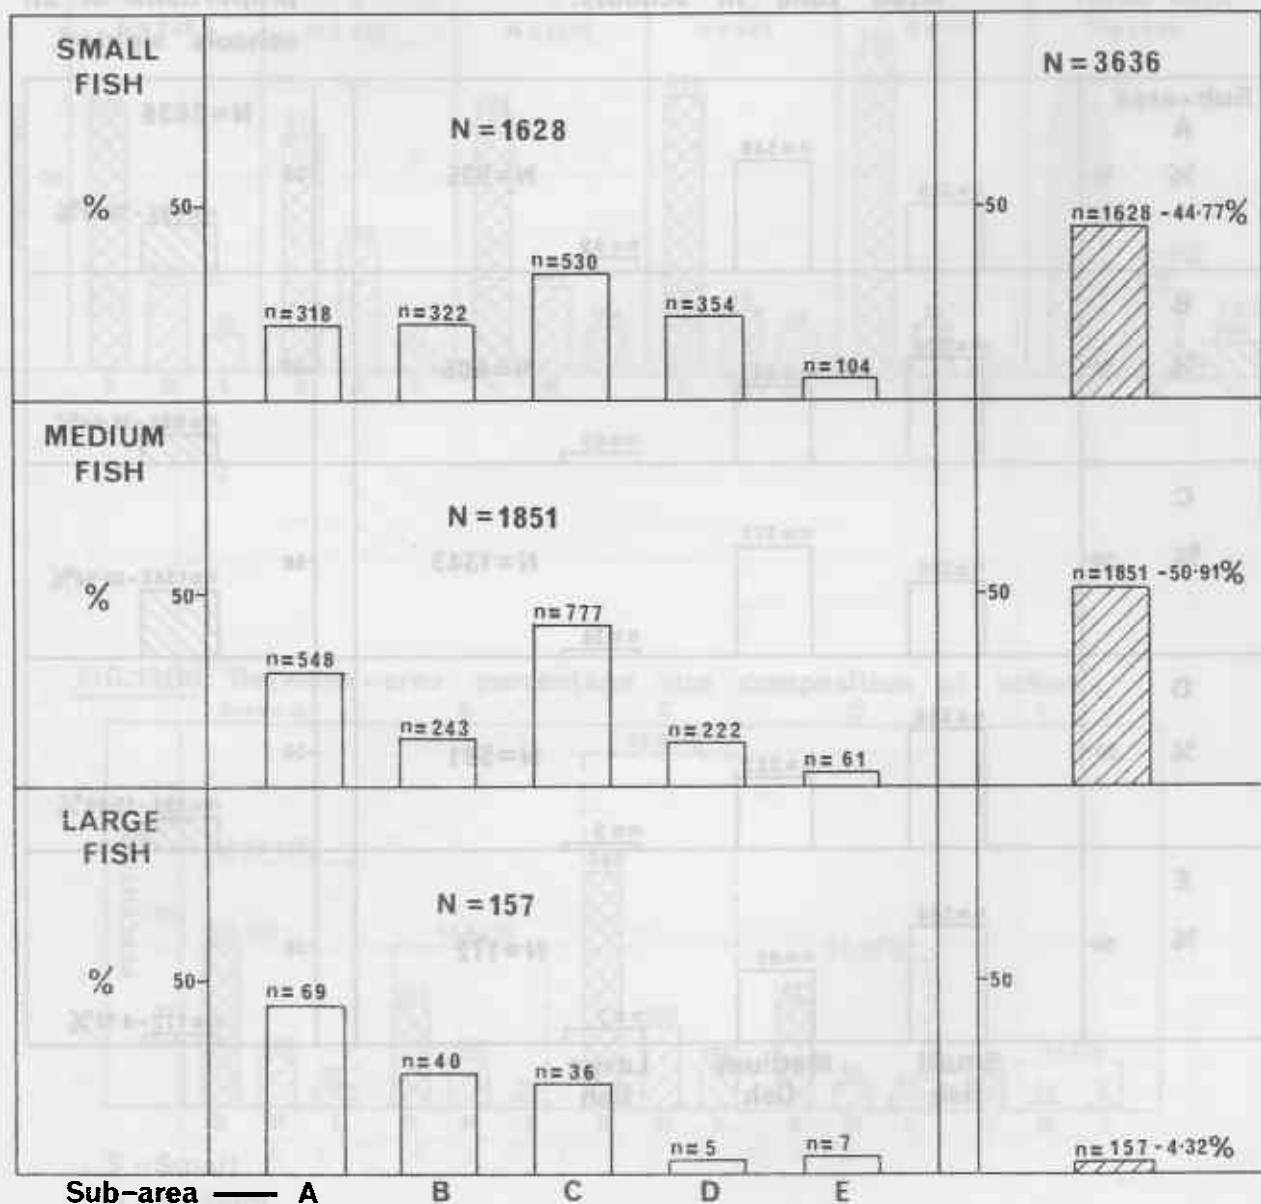 SMALL
FISH
N = 3636
N = 1628
%
50
50
n=1628 - 44·77%
n=530
n=318
n=322
n=354
n=104
MEDIUM
FISH
N = 1851
%
50
50
n=1851 - 50·91%
n=777
n=548
n=243
n=222
n= 61
LARGE
FISH
N = 157
%
50
50
n= 69
n=40
n=36
n=5
n=7
n= 157 - 4·32%
Sub-area — A B C D E